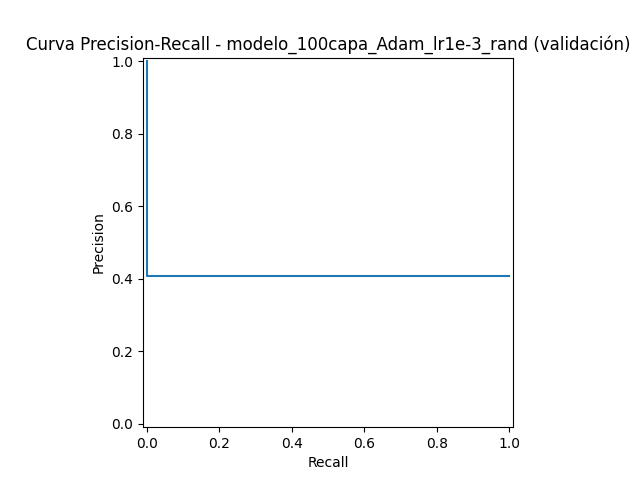 Curva Precision-Recall - modelo_100capa_Adam_lr1e-3_rand (validación)
1.0
0.8
0.6
0.4
0.2
0.0
Precision
0.0 0.2 0.4 0.6 0.8 1.0
Recall